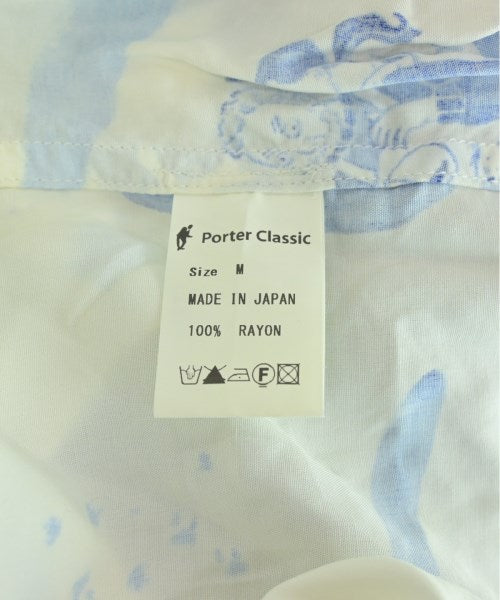 Porter Classic
Size M
MADE IN JAPAN
100% RAYON
F